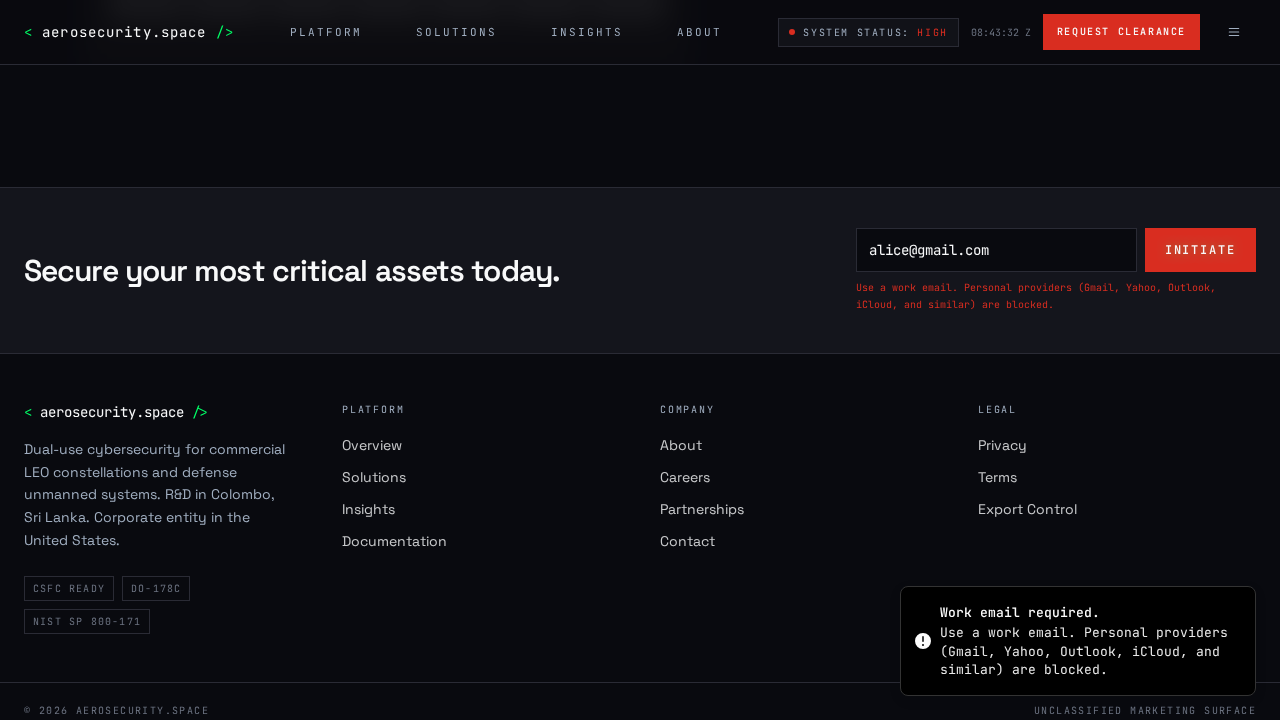 < aerosecurity.space />
PLATFORM
SOLUTIONS
INSIGHTS
ABOUT
SYSTEM STATUS: HIGH
08:43:32 Z
REQUEST CLEARANCE
Secure your most critical assets today.
alice@gmail.com
INITIATE
Use a work email. Personal providers (Gmail, Yahoo, Outlook,
iCloud, and similar) are blocked.
< aerosecurity.space />
Dual-use cybersecurity for commercial
LEO constellations and defense
unmanned systems. R&D in Colombo,
Sri Lanka. Corporate entity in the
United States.
CSFC READY
DO-178C
NIST SP 800-171
PLATFORM
Overview
Solutions
Insights
Documentation
COMPANY
About
Careers
Partnerships
Contact
LEGAL
Privacy
Terms
Export Control
Work email required.
Use a work email. Personal providers
(Gmail, Yahoo, Outlook, iCloud, and
similar) are blocked.
© 2026 AEROSECURITY.SPACE
UNCLASSIFIED MARKETING SURFACE